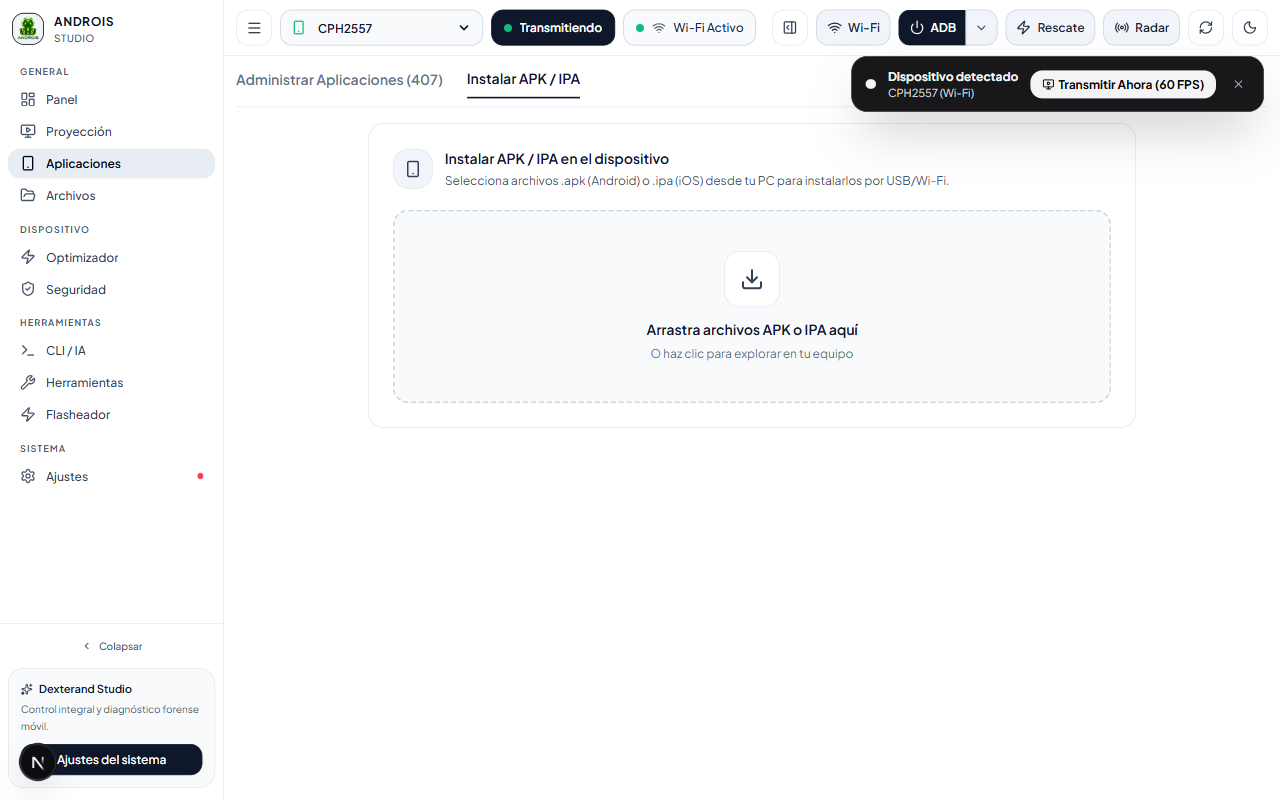 ANDROIS
STUDIO
GENERAL
Panel
Proyección
Aplicaciones
Archivos
DISPOSITIVO
Optimizador
Seguridad
HERRAMIENTAS
CLI / IA
Herramientas
Flasheador
SISTEMA
Ajustes
Colapsar
Dexterand Studio
Control integral y diagnóstico forense
móvil.
N
Ajustes del sistema
CPH2557
Transmitiendo
Wi-Fi Activo
Wi-Fi
ADB
Rescate
Radar
Administrar Aplicaciones (407)
Instalar APK / IPA
Dispositivo detectado
CPH2557 (Wi-Fi)
Transmitir Ahora (60 FPS)
Instalar APK / IPA en el dispositivo
Selecciona archivos .apk (Android) o .ipa (iOS) desde tu PC para instalarlos por USB/Wi-Fi.
Arrastra archivos APK o IPA aquí
O haz clic para explorar en tu equipo